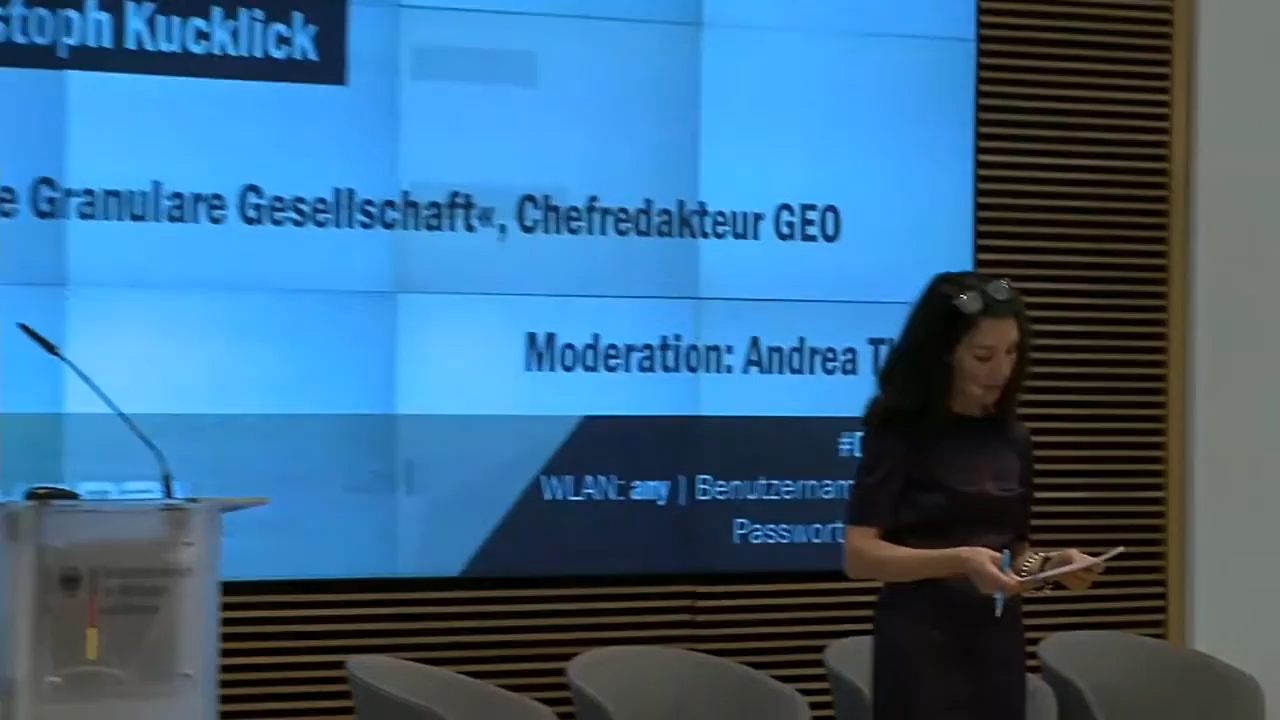 stoph Kucklick
e Granulare Gesellschaft«, Chefredakteur GEO
Moderation: Andrea T
#D
WLAN: any | Benutzernam
Passwort